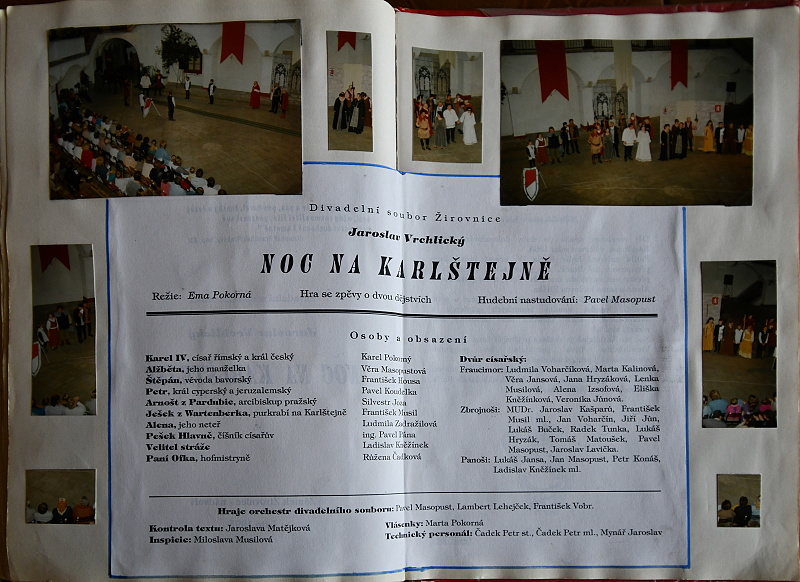 Divadelní soubor Žirovnice
Jaroslav Vrchlický
NOC NA KARLŠTEJNĚ
Režie: Ema Pokorná Hra se zpěvy o dvou dějstvích Hudební nastudování: Pavel Masopust
Osoby a obsazení
Karel IV, císař římský a král český Karel Pokorný
Alžběta, jeho manželka Věra Masopustová
Štěpán, vévoda bavorský František Housa
Petr, král cyperský a jeruzalemský Pavel Koudelka
Arnošt z Pardubic, arcibiskup pražský Silvestr Joza
Ješek z Wartenberka, purkrabí na Karlštejně František Musil
Alena, jeho neteř Ludmila Zadražilová
Pešek Hlavně, číšník císařův ing. Pavel Pána
Velitel stráže Ladislav Kněžínek
Paní Ofka, hofmistryně Růžena Čadková
Dvůr císařský:
Fraucimor: Ludmila Voharčíková, Marta Kalinová,
Věra Jansová, Jana Hryzáková, Lenka
Musilová, Alena Izsofová, Eliška
Kněžínková, Veronika Jůnová.
Zbrojnoši: MUDr. Jaroslav Kašparů, František
Musil ml., Jan Voharčín, Jiří Jůn,
Lukáš Buček, Radek Tunka, Lukáš
Hryzák, Tomáš Matoušek, Pavel
Masopust, Jaroslav Lavička.
Panoši: Lukáš Jansa, Jan Masopust, Petr Konáš,
Ladislav Kněžínek ml.
Hraje orchestr divadelního souboru: Pavel Masopust, Lambert Lehejček, František Vobr.
Kontrola textu: Jaroslava Matějková Vlásenky: Marta Pokorná
Inspicie: Miloslava Musilová Technický personál: Čadek Petr st., Čadek Petr ml., Mynář Jaroslav